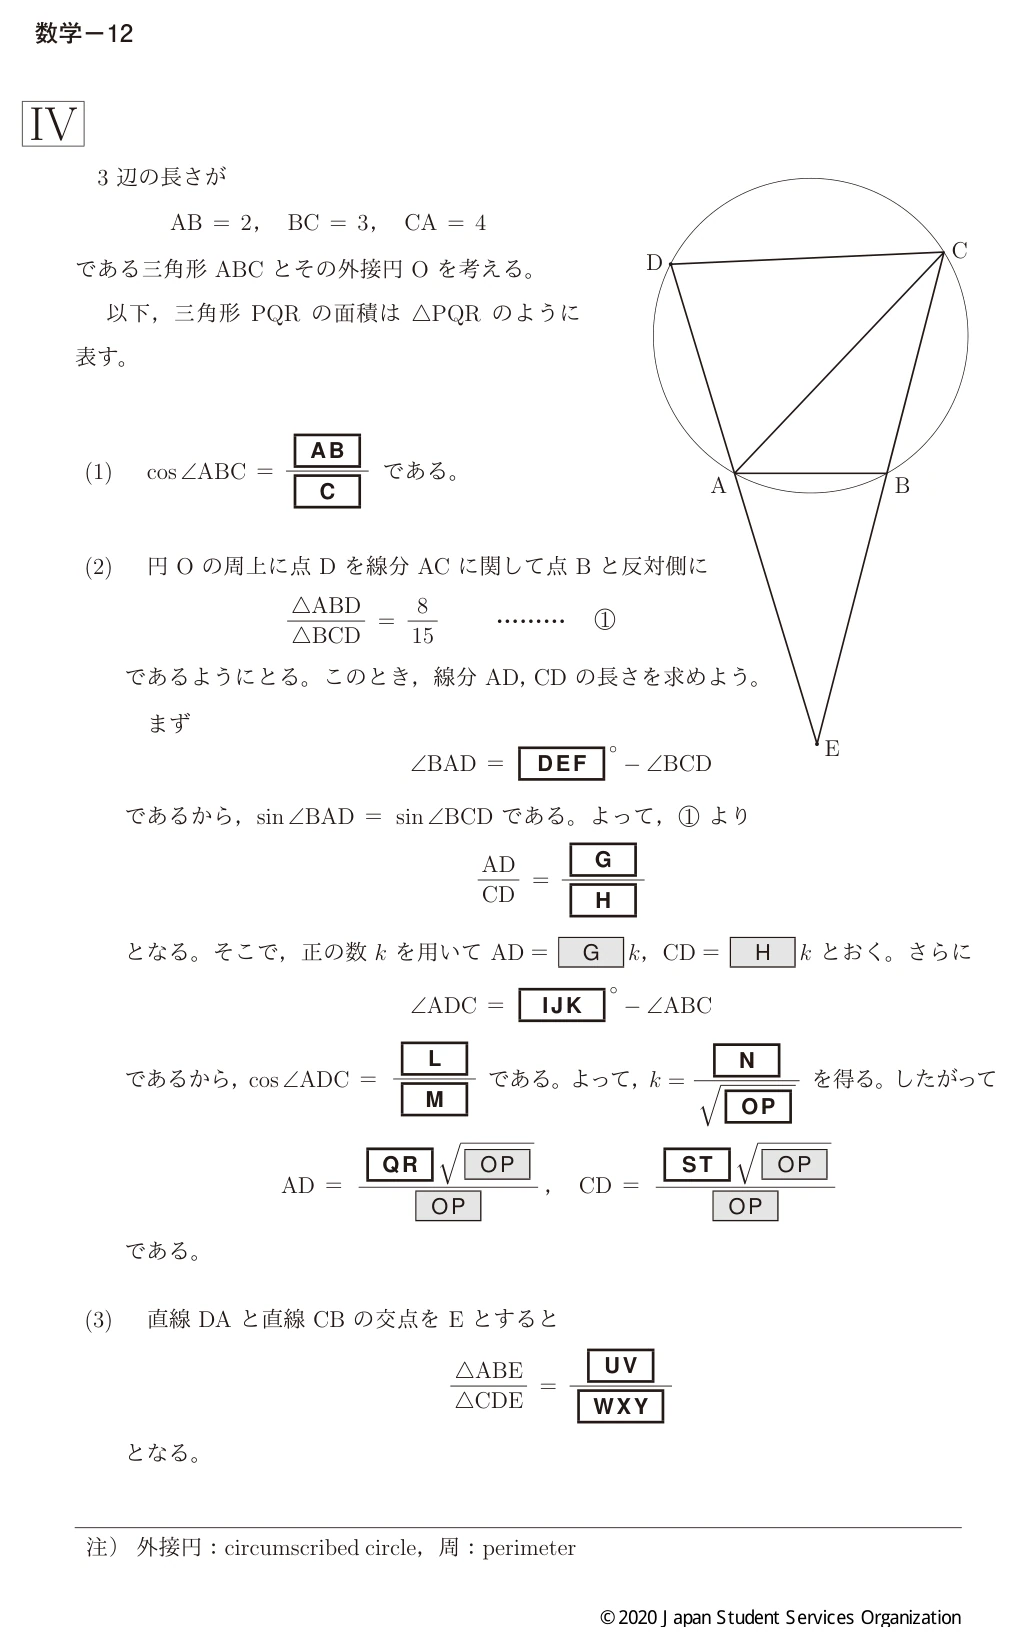 数学－12
IV
3 辺の長さが
AB = 2， BC = 3， CA = 4
である三角形 ABC とその外接円 O を考える。
以下，三角形 PQR の面積は △PQR のように
表す。
D
C
A
B
E
(1) cos∠ABC = AB/C である。
(2) 円 O の周上に点 D を線分 AC に関して点 B と反対側に
△ABD/△BCD = 8/15 ……… ①
であるようにとる。このとき，線分 AD, CD の長さを求めよう。
まず
∠BAD = DEF° − ∠BCD
であるから，sin∠BAD = sin∠BCD である。よって，① より
AD/CD = G/H
となる。そこで，正の数 k を用いて AD = G k，CD = H k とおく。さらに
∠ADC = IJK° − ∠ABC
であるから, cos∠ADC = L/M である。よって, k = N/√OP を得る。したがって
AD = QR√OP/OP， CD = ST√OP/OP
である。
(3) 直線 DA と直線 CB の交点を E とすると
△ABE/△CDE = UV/WXY
となる。
注） 外接円：circumscribed circle，周：perimeter
© 2020 Japan Student Services Organization